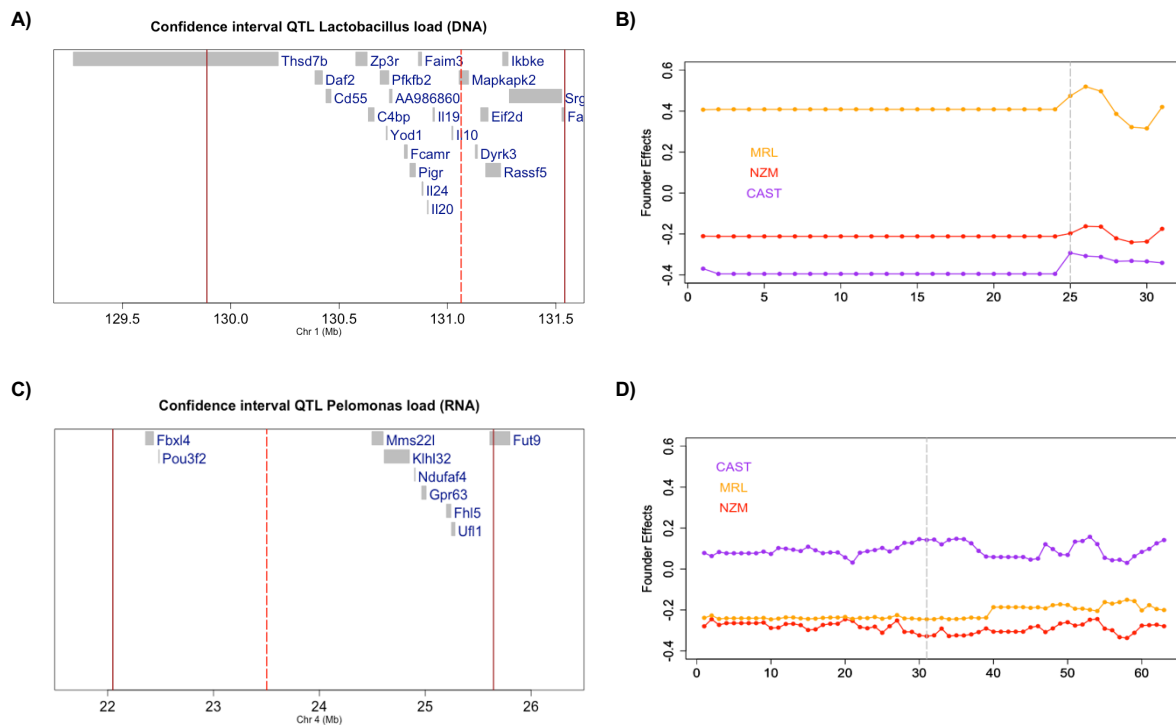 A)
Confidence interval QTL Lactobacillus load (DNA)
Thsd7b Zp3r Faim3 Ikbke
Daf2 Pfkfb2 Mapkapk2
Cd55 AA986860 Srg
C4bp Il19 Eif2d Fa
Yod1 Il10
Fcamr Dyrk3
Pigr Rassf5
Il24
Il20
129.5 130.0 130.5 131.0 131.5
Chr 1 (Mb)
B)
Founder Effects
0.6
0.4
0.2
0.0
-0.2
-0.4
MRL
NZM
CAST
0 5 10 15 20 25 30
C)
Confidence interval QTL Pelomonas load (RNA)
Fbxl4 Mms22l Fut9
Pou3f2 Klhl32
Ndufaf4
Gpr63
Fhl5
Ufl1
22 23 24 25 26
Chr 4 (Mb)
D)
Founder Effects
0.6
0.4
0.2
0.0
-0.2
-0.4
CAST
MRL
NZM
0 10 20 30 40 50 60